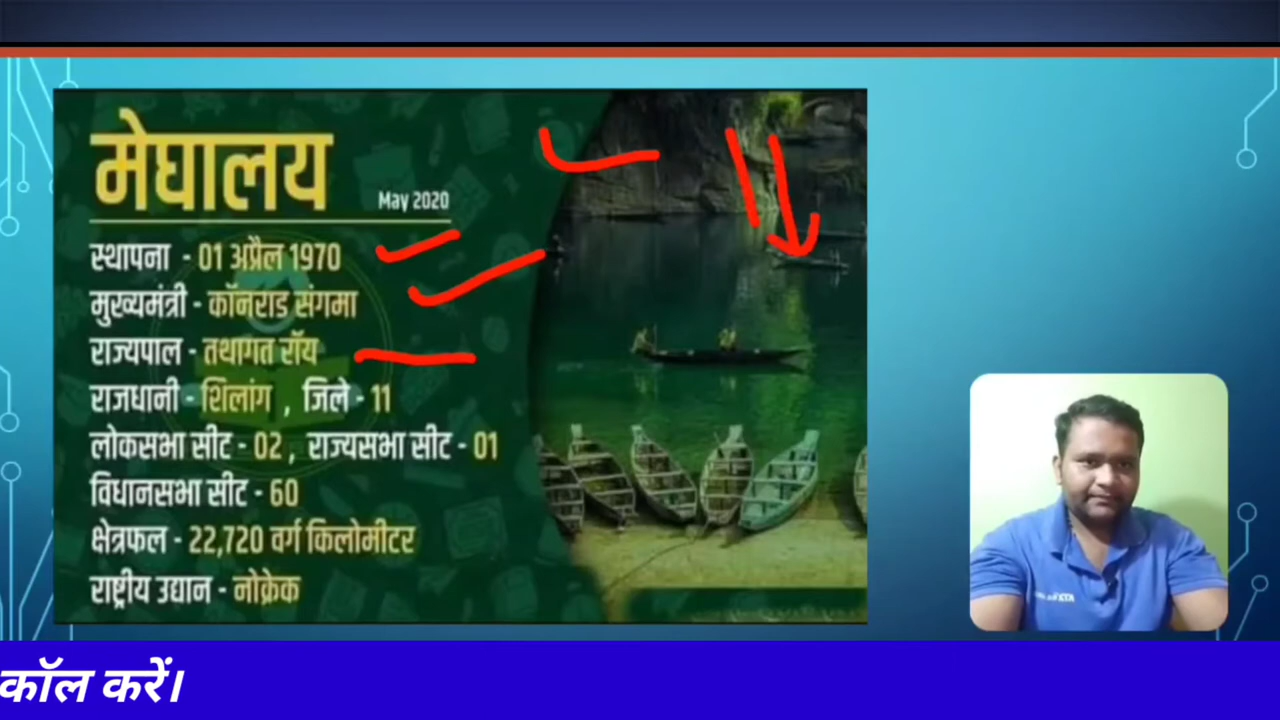 मेघालय
May 2020
स्थापना - 01 अप्रैल 1970
मुख्यमंत्री - कॉनराड संगमा
राज्यपाल - तथागत रॉय
राजधानी - शिलांग , जिले - 11
लोकसभा सीट - 02 , राज्यसभा सीट - 01
विधानसभा सीट - 60
क्षेत्रफल - 22,720 वर्ग किलोमीटर
राष्ट्रीय उद्यान - नोक्रेक
कॉल करें।